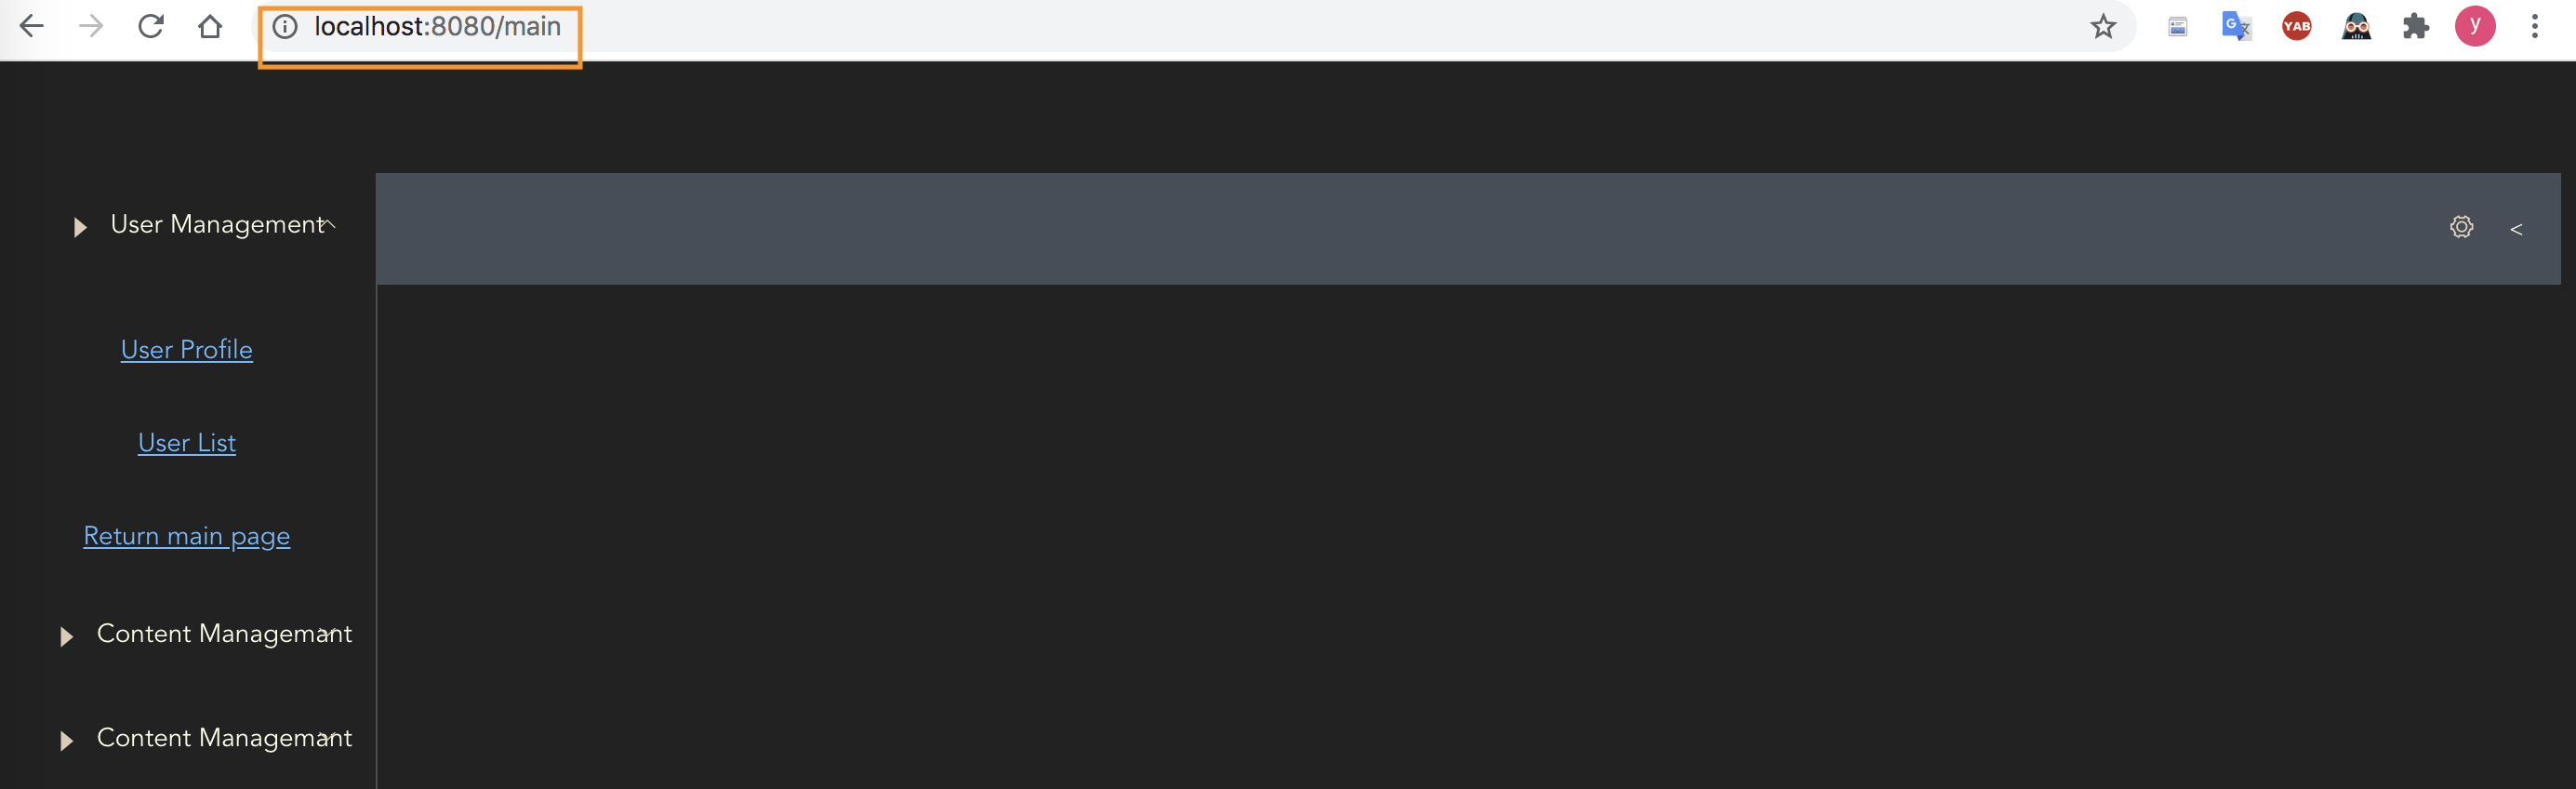 localhost:8080/main
YAB
y
User Management
<
User Profile
User List
Return main page
Content Managemant
Content Managemant